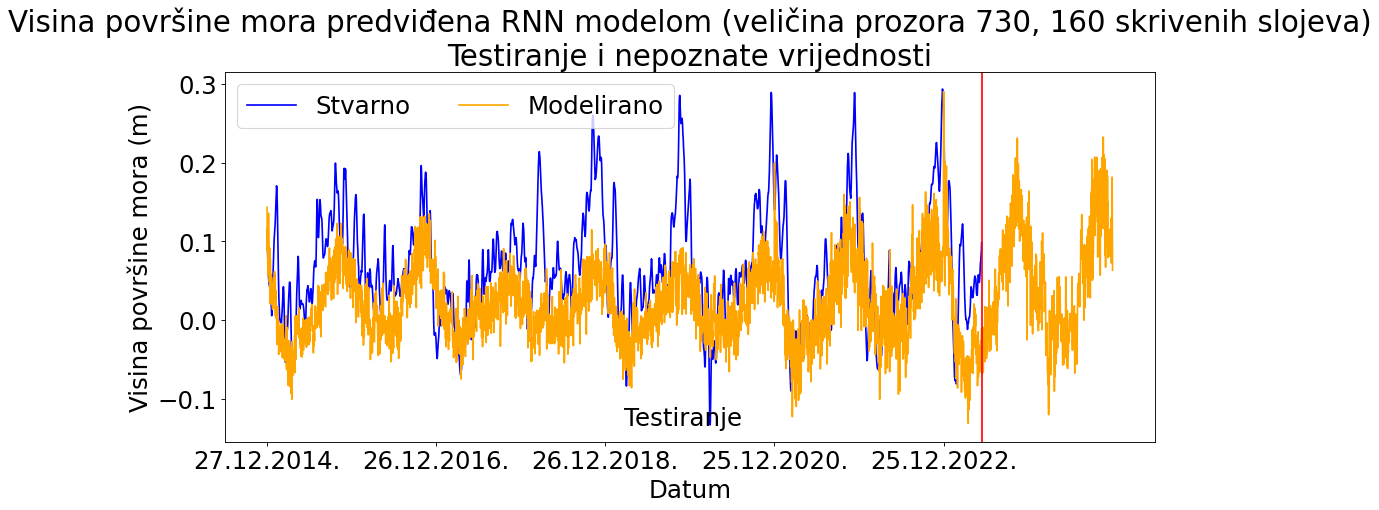 Visina površine mora predviđena RNN modelom (veličina prozora 730, 160 skrivenih slojeva)
Testiranje i nepoznate vrijednosti
Stvarno Modelirano
Visina površine mora (m)
0.3
0.2
0.1
0.0
−0.1
Testiranje
27.12.2014. 26.12.2016. 26.12.2018. 25.12.2020. 25.12.2022.
Datum